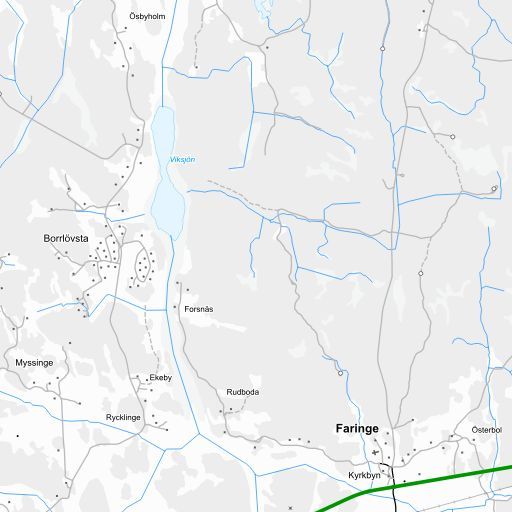 Ösbyholm
Viksjön
Borrlövsta
Forsnäs
Myssinge
Ekeby
Rudboda
Rycklinge
Faringe
Österbol
Kyrkbyn